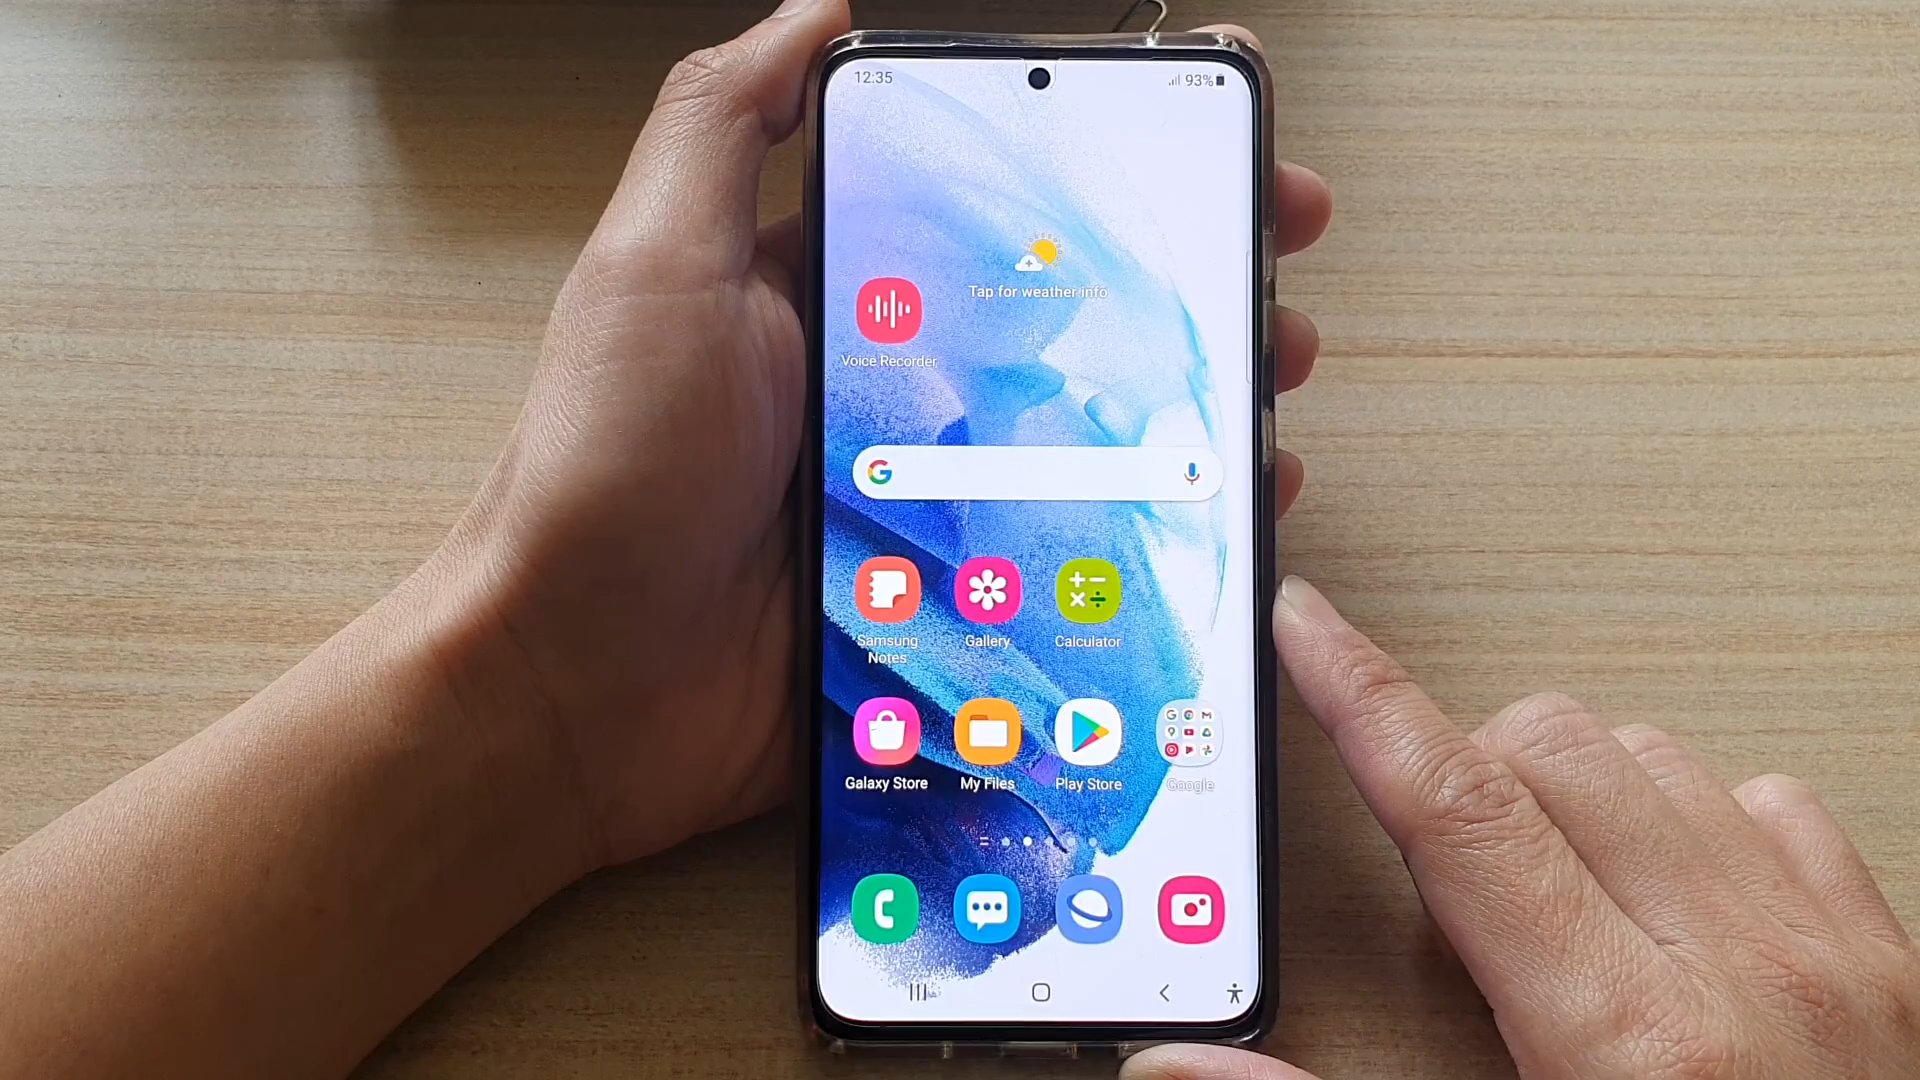 12:35
93%
Tap for weather info
Voice Recorder
Samsung
Notes
Gallery
Calculator
Galaxy Store
My Files
Play Store
Google